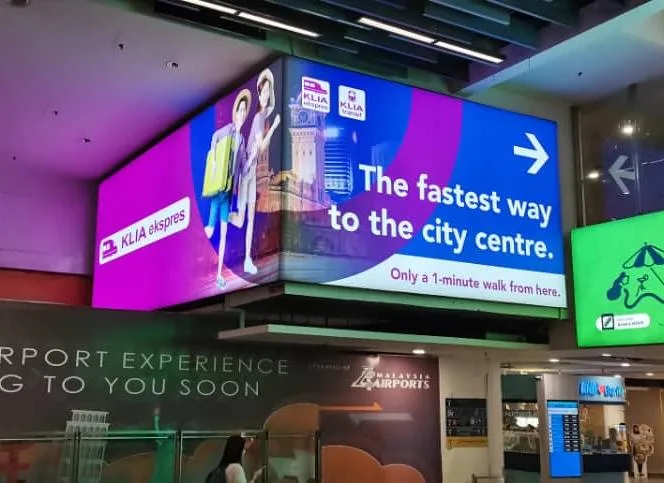 KLIA
ekspres
KLIA
transit
The fastest way
to the city centre.
Only a 1-minute walk from here.
KLIA ekspres
RPORT EXPERIENCE
G TO YOU SOON
MALAYSIA
AIRPORTS